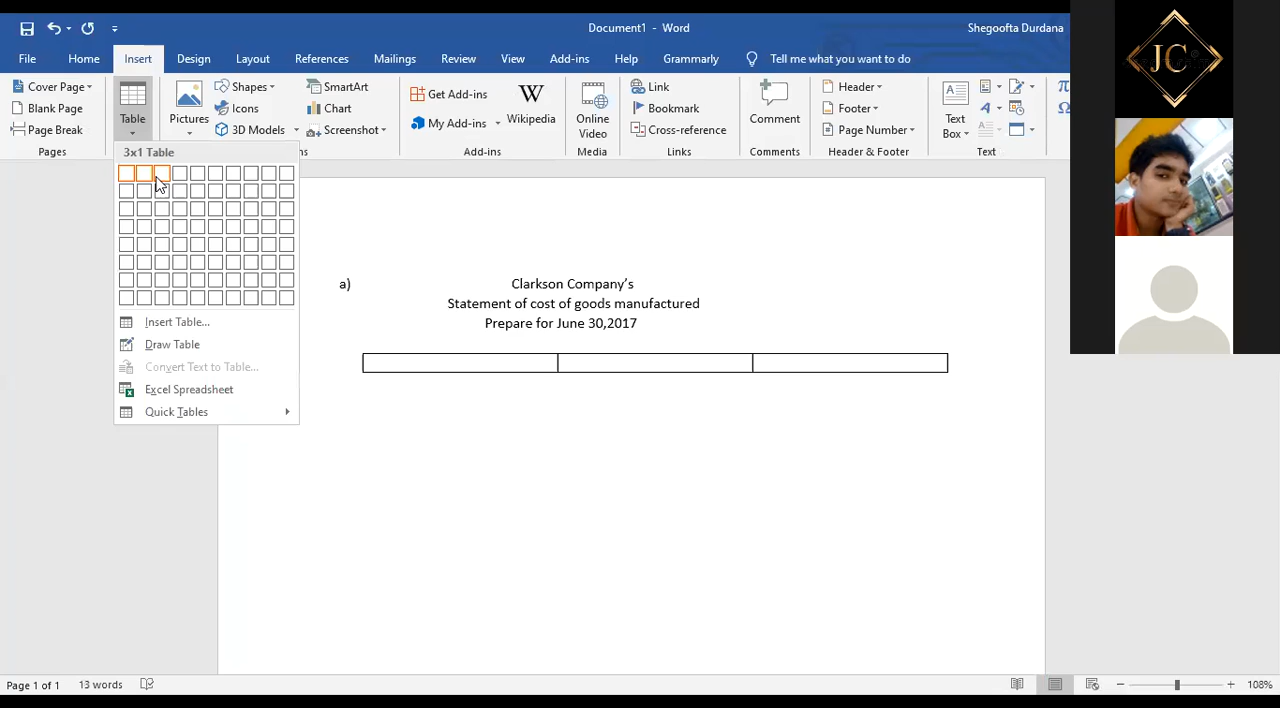 Document1 - Word
Shegoofta Durdana
File
Home
Insert
Design
Layout
References
Mailings
Review
View
Add-ins
Help
Grammarly
Tell me what you want to do
Cover Page
Blank Page
Page Break
Pages
Table
Pictures
Shapes
Icons
3D Models
SmartArt
Chart
Screenshot
Get Add-ins
My Add-ins
W
Wikipedia
Add-ins
Online
Video
Media
Link
Bookmark
Cross-reference
Links
Comment
Comments
Header
Footer
Page Number
Header & Footer
Text
Box
Text
π
Ω
3x1 Table
Insert Table...
Draw Table
Convert Text to Table...
Excel Spreadsheet
Quick Tables
a) Clarkson Company's
Statement of cost of goods manufactured
Prepare for June 30,2017
JC
Page 1 of 1
13 words
108%